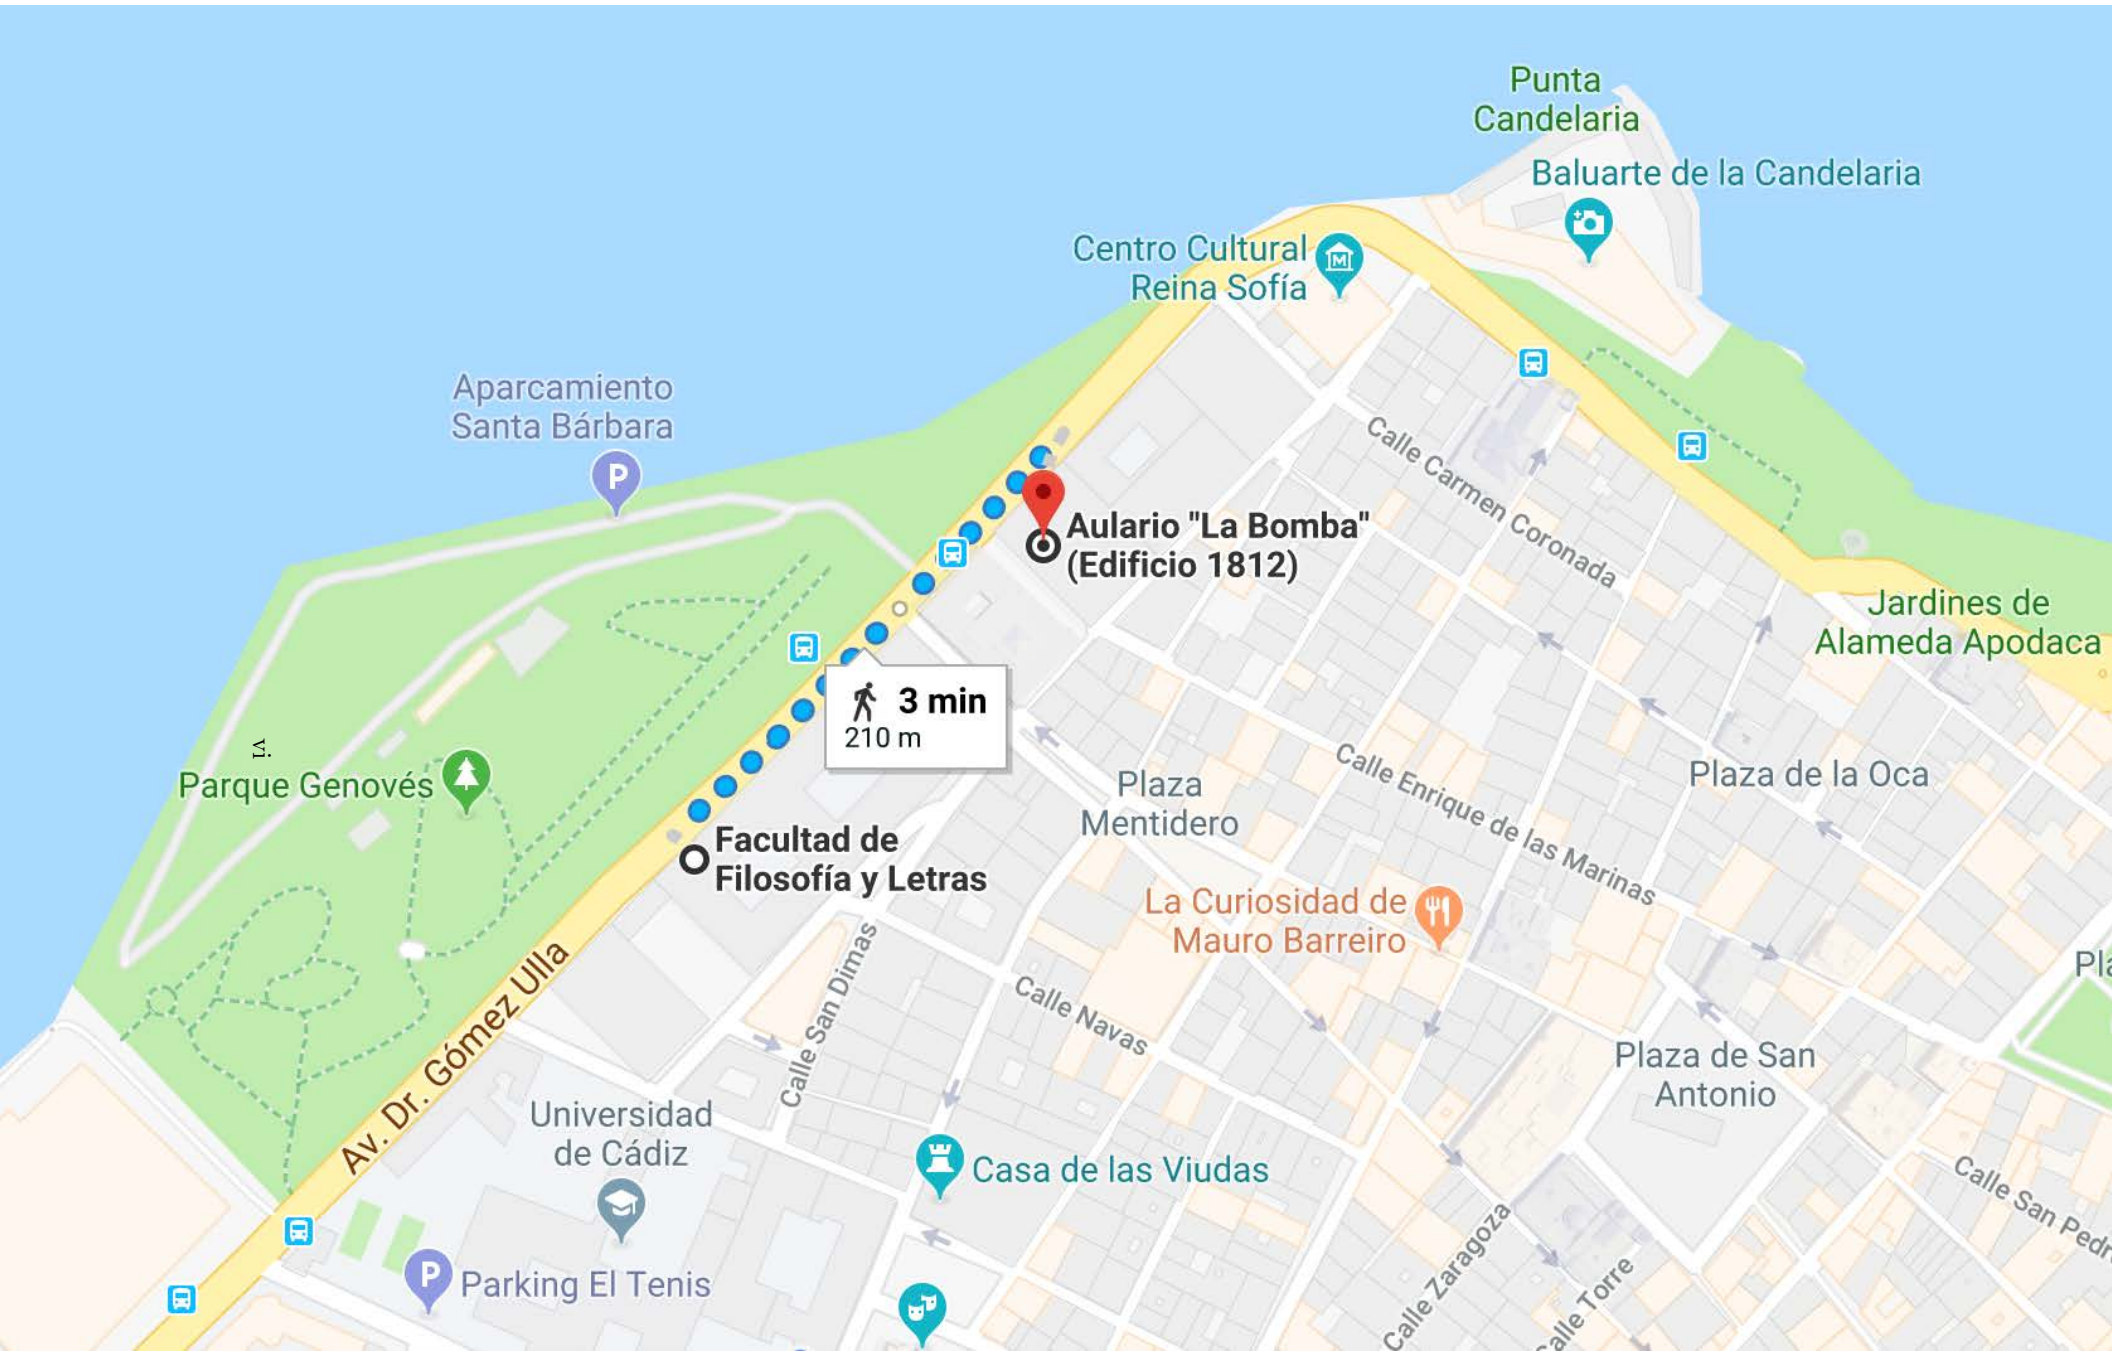 Punta
Candelaria
Baluarte de la Candelaria
Centro Cultural
Reina Sofía
Aparcamiento
Santa Bárbara
P
Calle Carmen Coronada
Aulario "La Bomba"
(Edificio 1812)
Jardines de
Alameda Apodaca
3 min
210 m
vi.
Parque Genovés
Plaza
Mentidero
Calle Enrique de las Marinas
Plaza de la Oca
Facultad de
Filosofía y Letras
La Curiosidad de
Mauro Barreiro
Av. Dr. Gómez Ulla
Calle San Dimas
Calle Navas
Pla
Plaza de San
Antonio
Universidad
de Cádiz
Casa de las Viudas
Calle San Pedr
Calle Zaragoza
alle Torre
P
Parking El Tenis
M